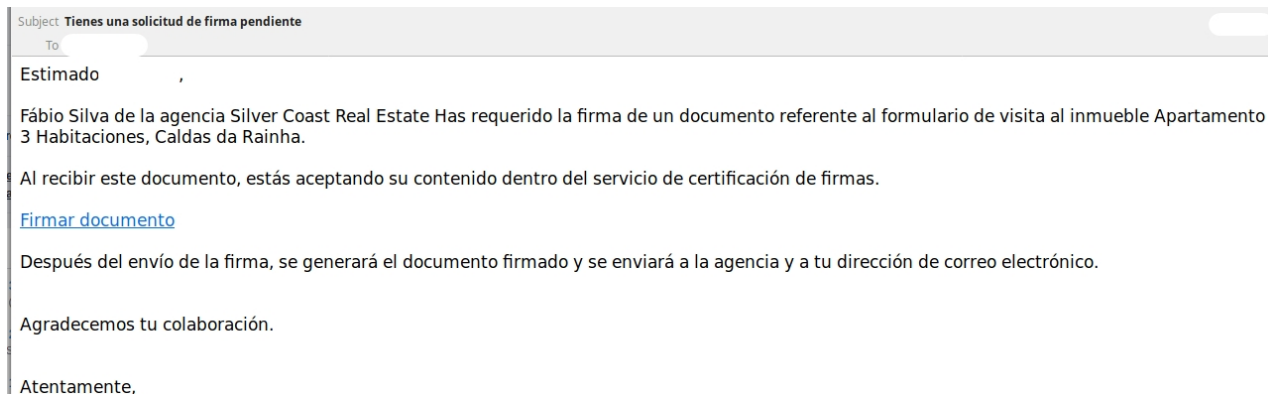 Subject Tienes una solicitud de firma pendiente
To
Estimado ,
Fábio Silva de la agencia Silver Coast Real Estate Has requerido la firma de un documento referente al formulario de visita al inmueble Apartamento
3 Habitaciones, Caldas da Rainha.
Al recibir este documento, estás aceptando su contenido dentro del servicio de certificación de firmas.
Firmar documento
Después del envío de la firma, se generará el documento firmado y se enviará a la agencia y a tu dirección de correo electrónico.
Agradecemos tu colaboración.
Atentamente,